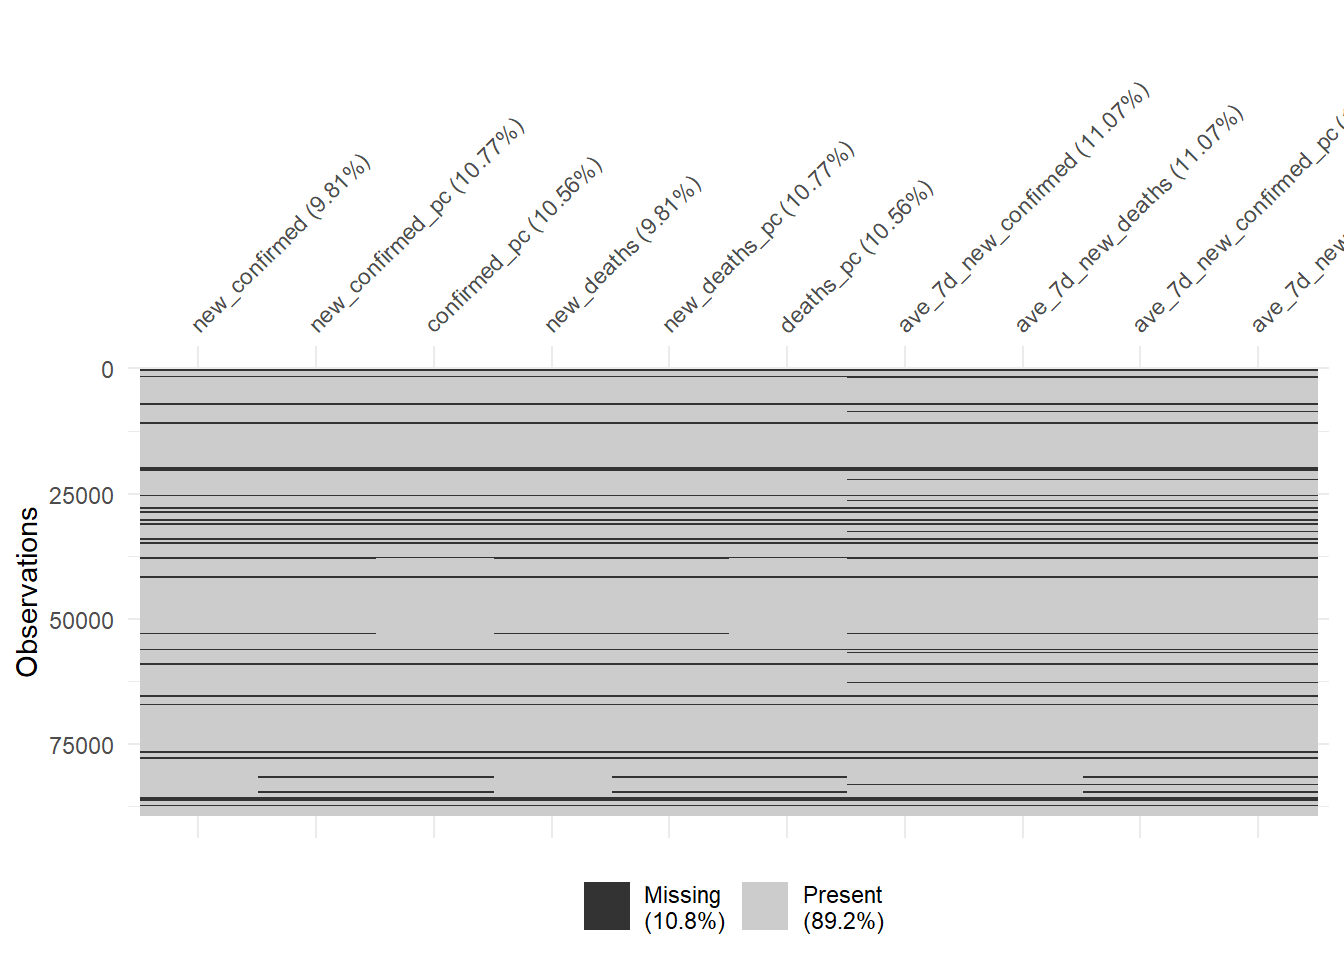 new_confirmed (9.81%)
new_confirmed_pc (10.77%)
confirmed_pc (10.56%)
new_deaths (9.81%)
new_deaths_pc (10.77%)
deaths_pc (10.56%)
ave_7d_new_confirmed (11.07%)
ave_7d_new_deaths (11.07%)
ave_7d_new_confirmed_pc (
ave_7d_new
0
25000
50000
75000
Observations
Missing
(10.8%)
Present
(89.2%)